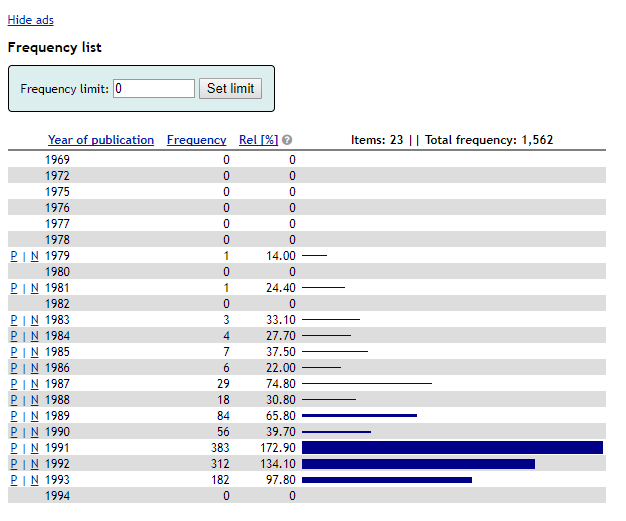 Hide ads
Frequency list
Frequency limit: 0 Set limit
Year of publication Frequency Rel [%] ? Items: 23 || Total frequency: 1,562
1969 0 0
1972 0 0
1975 0 0
1976 0 0
1977 0 0
1978 0 0
P | N 1979 1 14.00
1980 0 0
P | N 1981 1 24.40
1982 0 0
P | N 1983 3 33.10
P | N 1984 4 27.70
P | N 1985 7 37.50
P | N 1986 6 22.00
P | N 1987 29 74.80
P | N 1988 18 30.80
P | N 1989 84 65.80
P | N 1990 56 39.70
P | N 1991 383 172.90
P | N 1992 312 134.10
P | N 1993 182 97.80
1994 0 0